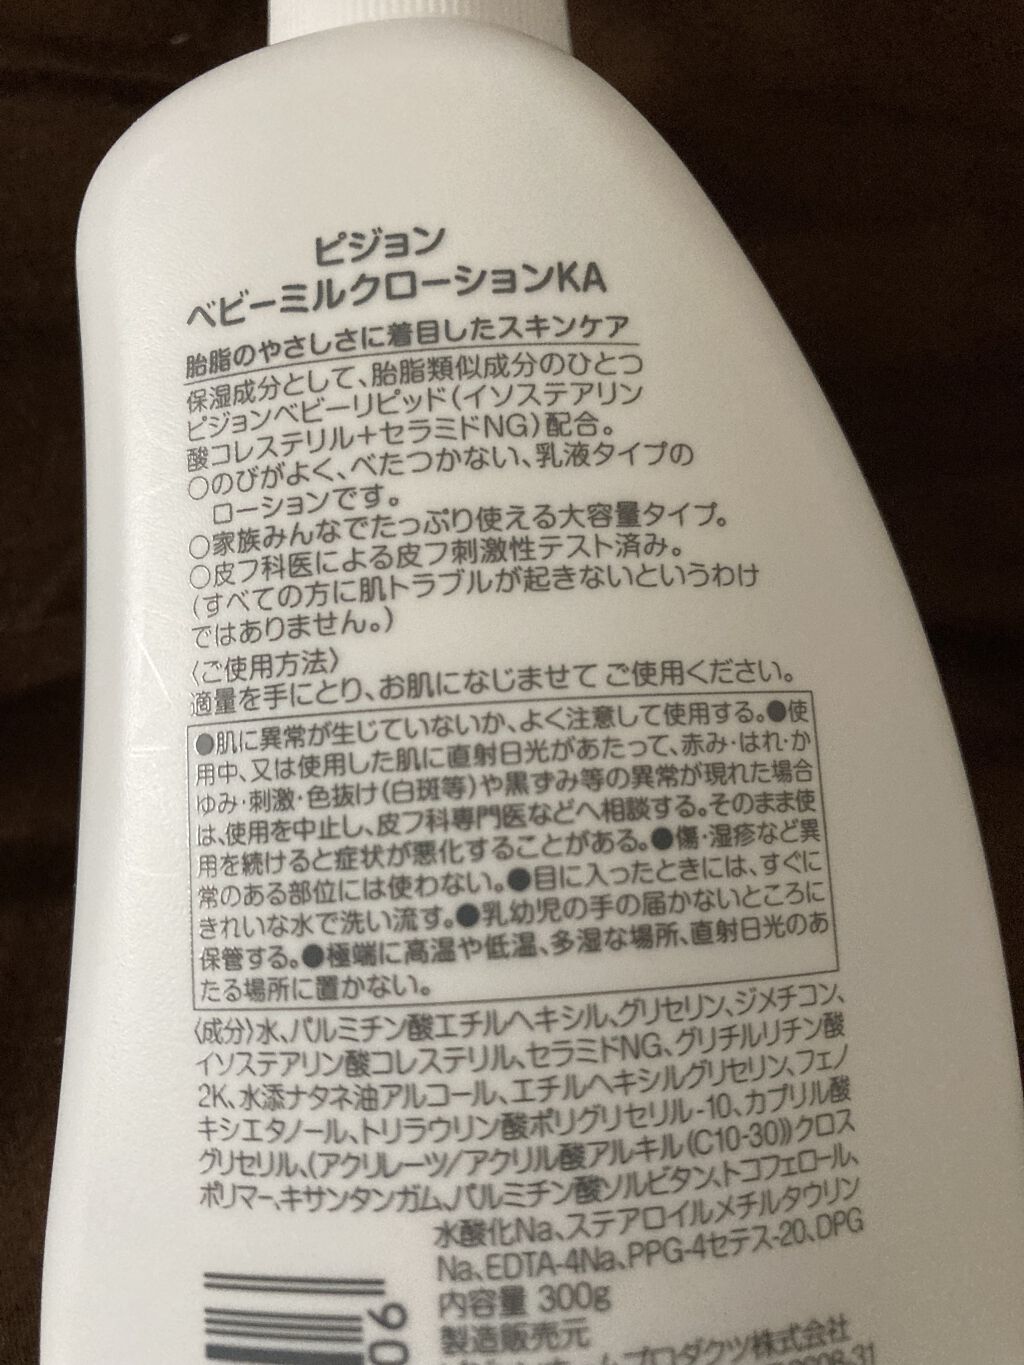 ピジョン
ベビーミルクローションKA
胎脂のやさしさに着目したスキンケア
保湿成分として、胎脂類似成分のひとつ
ピジョンベビーリピッド(イソステアリン
酸コレステリル+セラミドNG)配合。
○のびがよく、べたつかない、乳液タイプの
ローションです。
○家族みんなでたっぷり使える大容量タイプ。
○皮フ科医による皮フ刺激性テスト済み。
(すべての方に肌トラブルが起きないというわけ
ではありません。)
〈ご使用方法〉
適量を手にとり、お肌になじませて ご使用ください。
●肌に異常が生じていないか、よく注意して使用する。●使
用中、又は使用した肌に直射日光があたって、赤み・はれ・か
ゆみ・刺激・色抜け(白斑等)や黒ずみ等の異常が現れた場合
は、使用を中止し、皮フ科専門医などへ相談する。そのまま使
用を続けると症状が悪化することがある。●傷・湿疹など異
常のある部位には使わない。●目に入ったときには、すぐに
きれいな水で洗い流す。●乳幼児の手の届かないところに
保管する。●極端に高温や低温、多湿な場所、直射日光のあ
たる場所に置かない。
〈成分〉水、パルミチン酸エチルヘキシル、グリセリン、ジメチコン、
イソステアリン酸コレステリル、セラミドNG、グリチルリチン酸
2K、水添ナタネ油アルコール、エチルヘキシルグリセリン、フェノ
キシエタノール、トリラウリン酸ポリグリセリル-10、カプリル酸
グリセリル、(アクリレーツ/アクリル酸アルキル(C10-30))クロス
ポリマー、キサンタンガム、パルミチン酸ソルビタン、トコフェロール、
水酸化Na、ステアロイルメチルタウリン
Na、EDTA-4Na、PPG-4セテス-20、DPG
内容量 300g
製造販売元
ホームプロダクツ株式会社
90